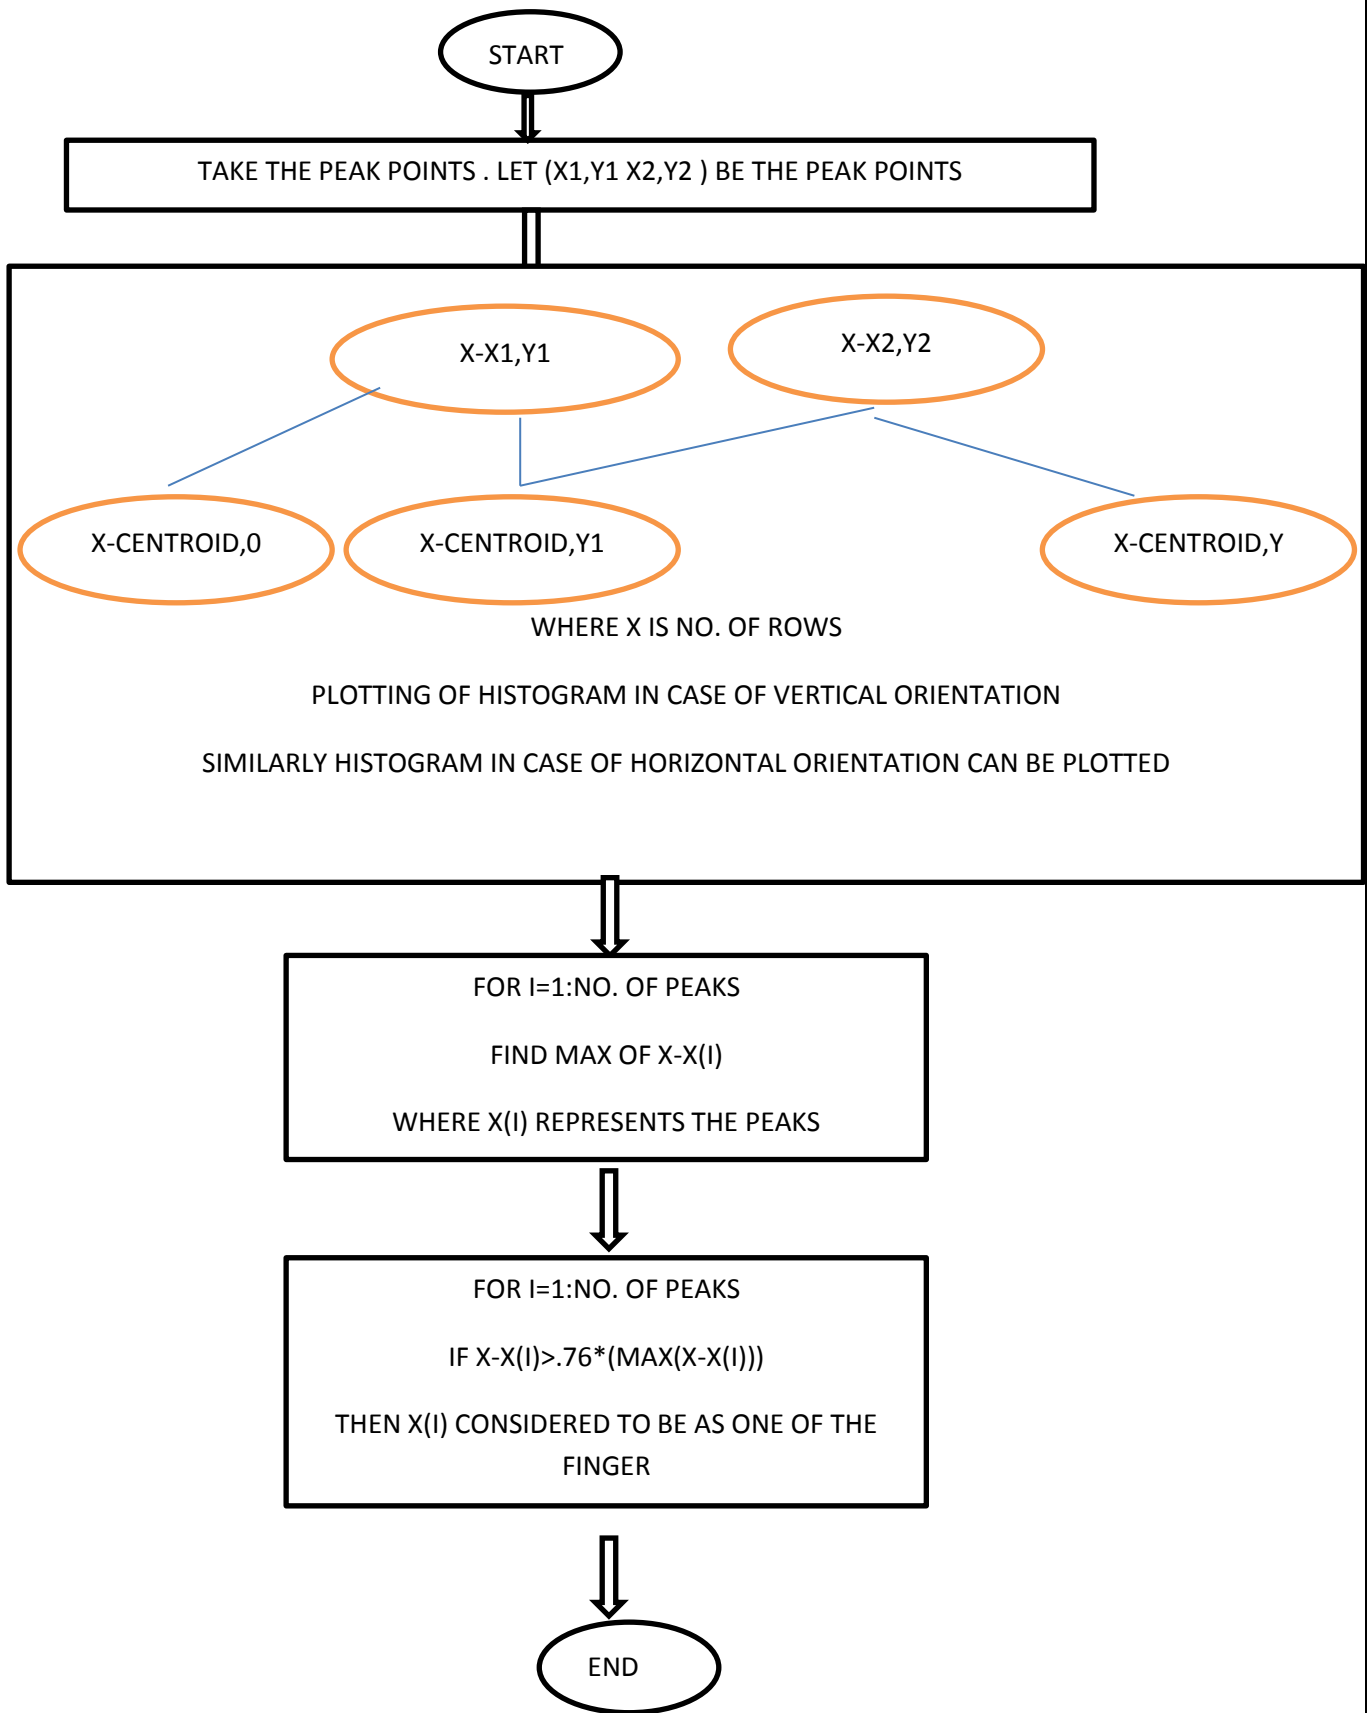 START
TAKE THE PEAK POINTS . LET (X1,Y1 X2,Y2 ) BE THE PEAK POINTS
X-X1,Y1
X-X2,Y2
X-CENTROID,0
X-CENTROID,Y1
X-CENTROID,Y
WHERE X IS NO. OF ROWS
PLOTTING OF HISTOGRAM IN CASE OF VERTICAL ORIENTATION
SIMILARLY HISTOGRAM IN CASE OF HORIZONTAL ORIENTATION CAN BE PLOTTED
FOR I=1:NO. OF PEAKS
FIND MAX OF X-X(I)
WHERE X(I) REPRESENTS THE PEAKS
FOR I=1:NO. OF PEAKS
IF X-X(I)>.76*(MAX(X-X(I)))
THEN X(I) CONSIDERED TO BE AS ONE OF THE
FINGER
END